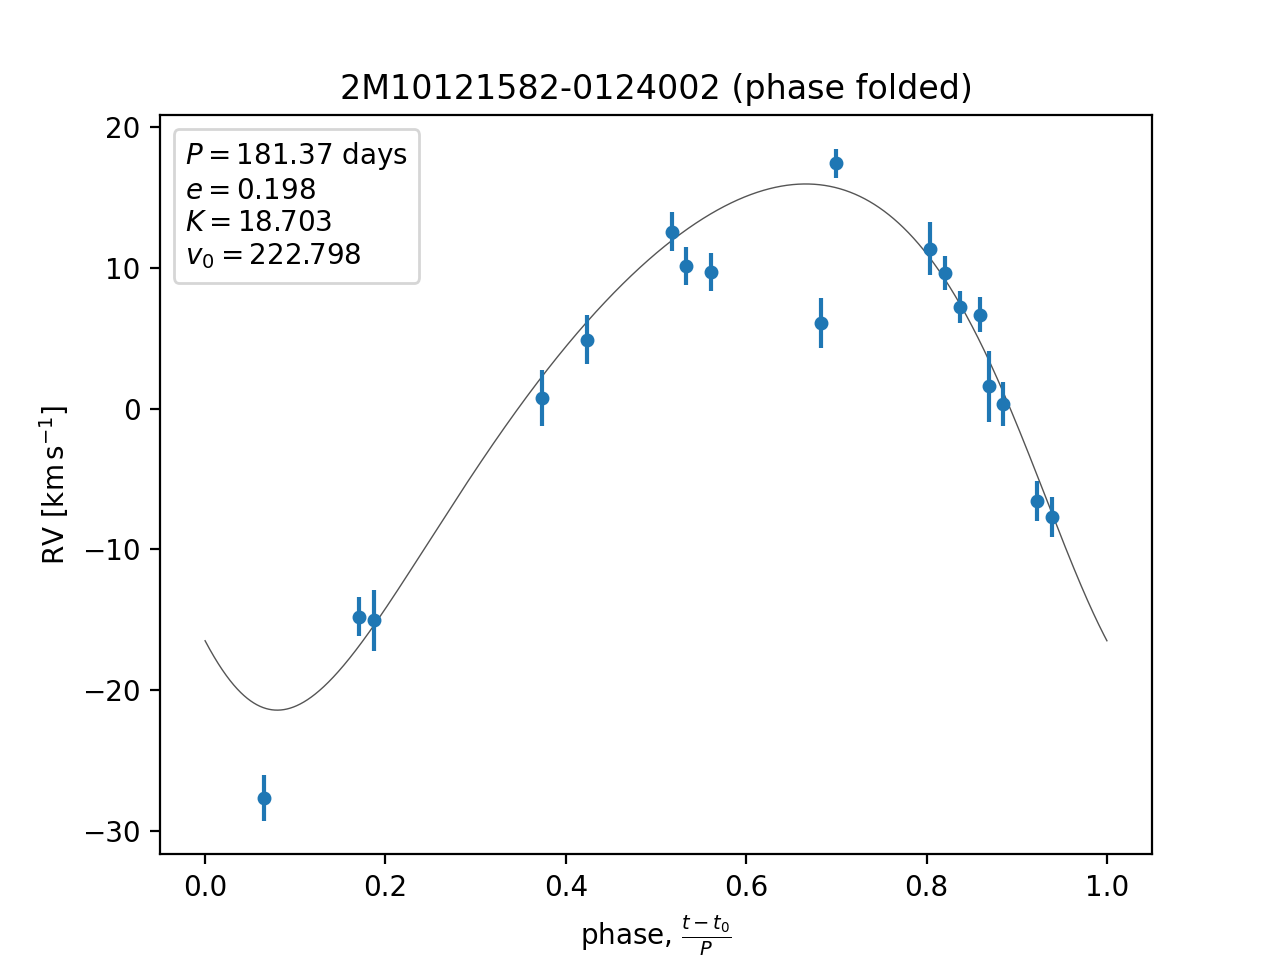 2M10121582-0124002 (phase folded)
P = 181.37 days
e = 0.198
K = 18.703
v₀ = 222.798
20
10
0
−10
−20
−30
RV [km s⁻¹]
0.0 0.2 0.4 0.6 0.8 1.0
phase, (t − t₀)/P